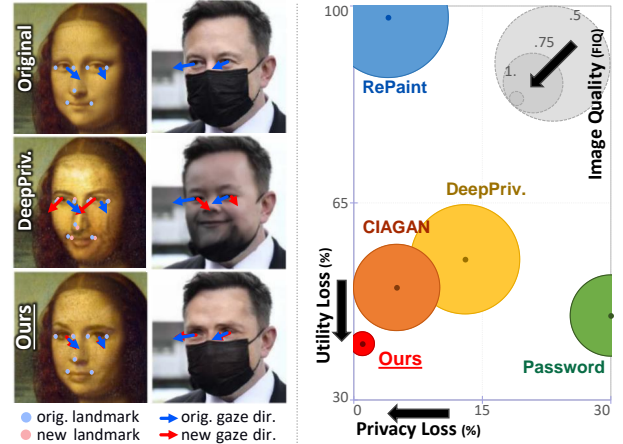 Original
DeepPriv.
Ours
orig. landmark
orig. gaze dir.
new landmark
new gaze dir.
100
65
30
Utility Loss (%)
RePaint
.5
.75
1.
Image Quality (FIQ)
DeepPriv.
CIAGAN
Ours
Password
0
15
30
Privacy Loss (%)